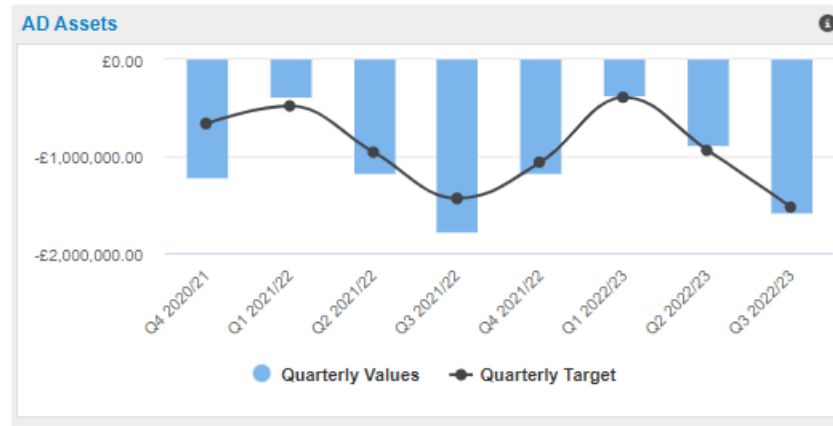 AD Assets
£0.00
-£1,000,000.00
-£2,000,000.00
Q4 2020/21
Q1 2021/22
Q2 2021/22
Q3 2021/22
Q4 2021/22
Q1 2022/23
Q2 2022/23
Q3 2022/23
Quarterly Values
Quarterly Target